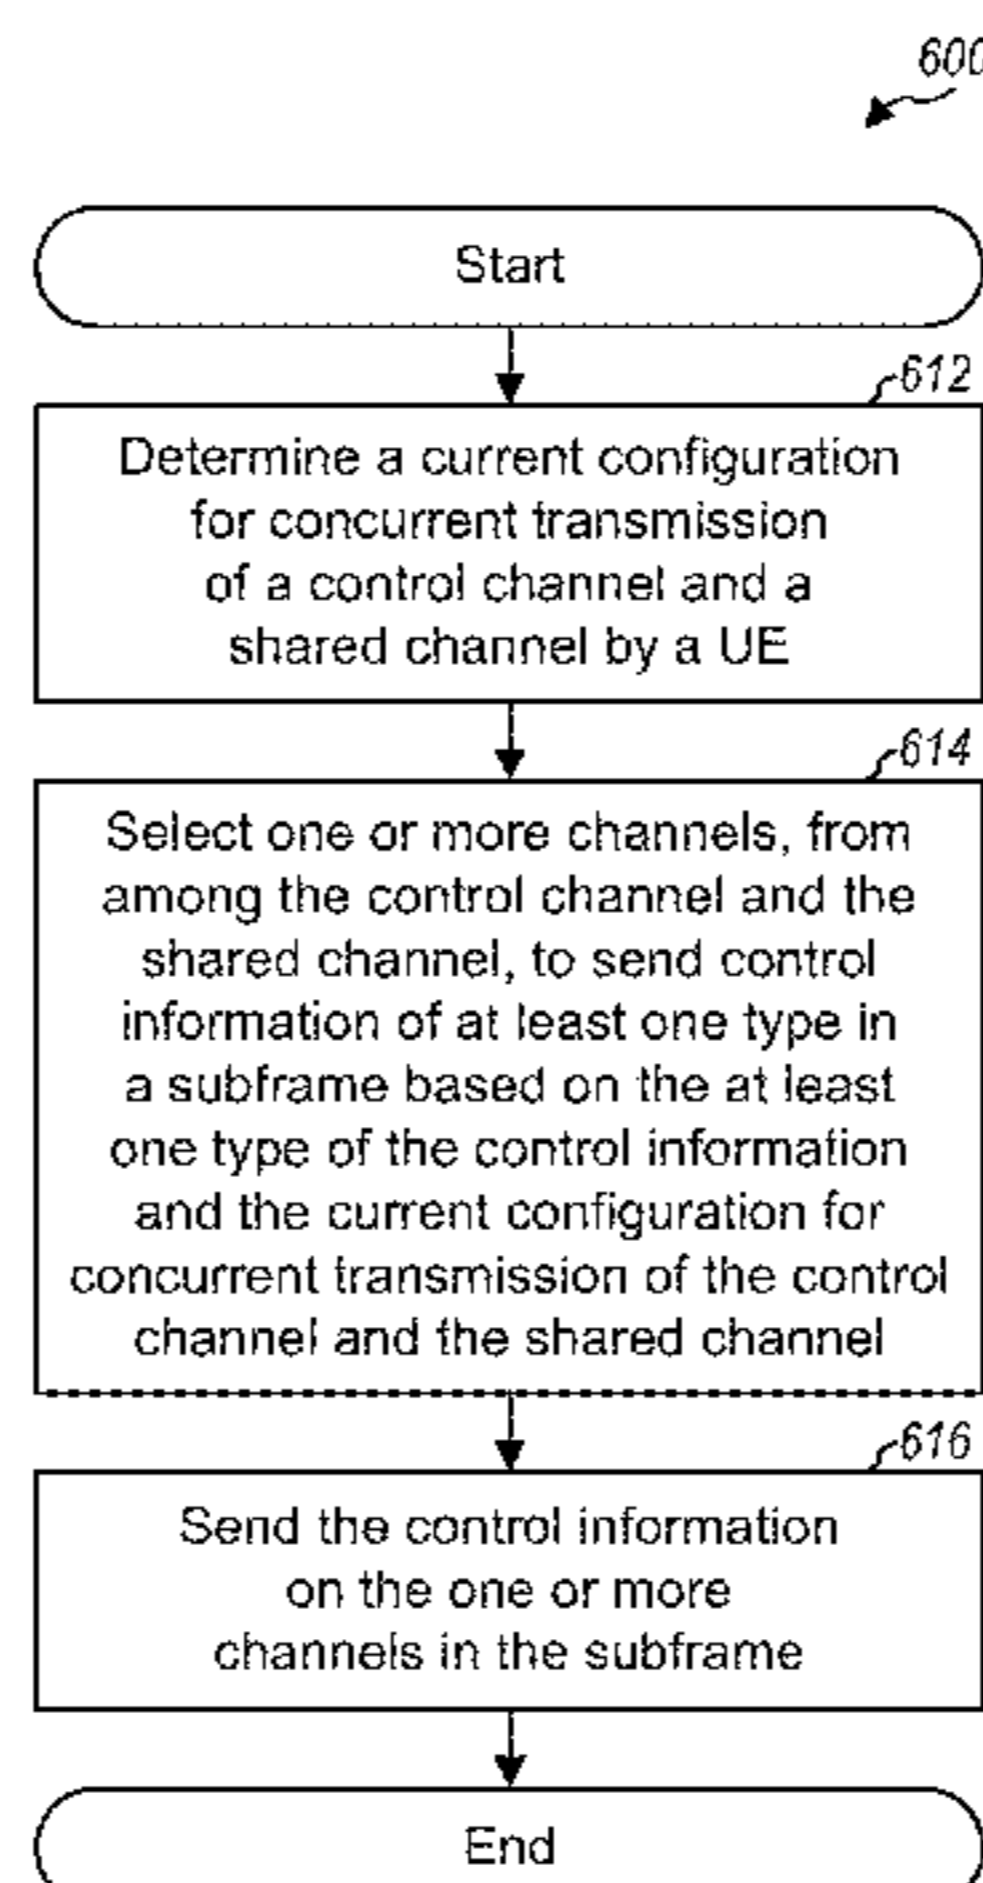 600
Start
612
Determine a current configuration
for concurrent transmission
of a control channel and a
shared channel by a UE
614
Select one or more channels, from
among the control channel and the
shared channel, to send control
information of at least one type in
a subframe based on the at least
one type of the control information
and the current configuration for
concurrent transmission of the control
channel and the shared channel
616
Send the control information
on the one or more
channels in the subframe
End